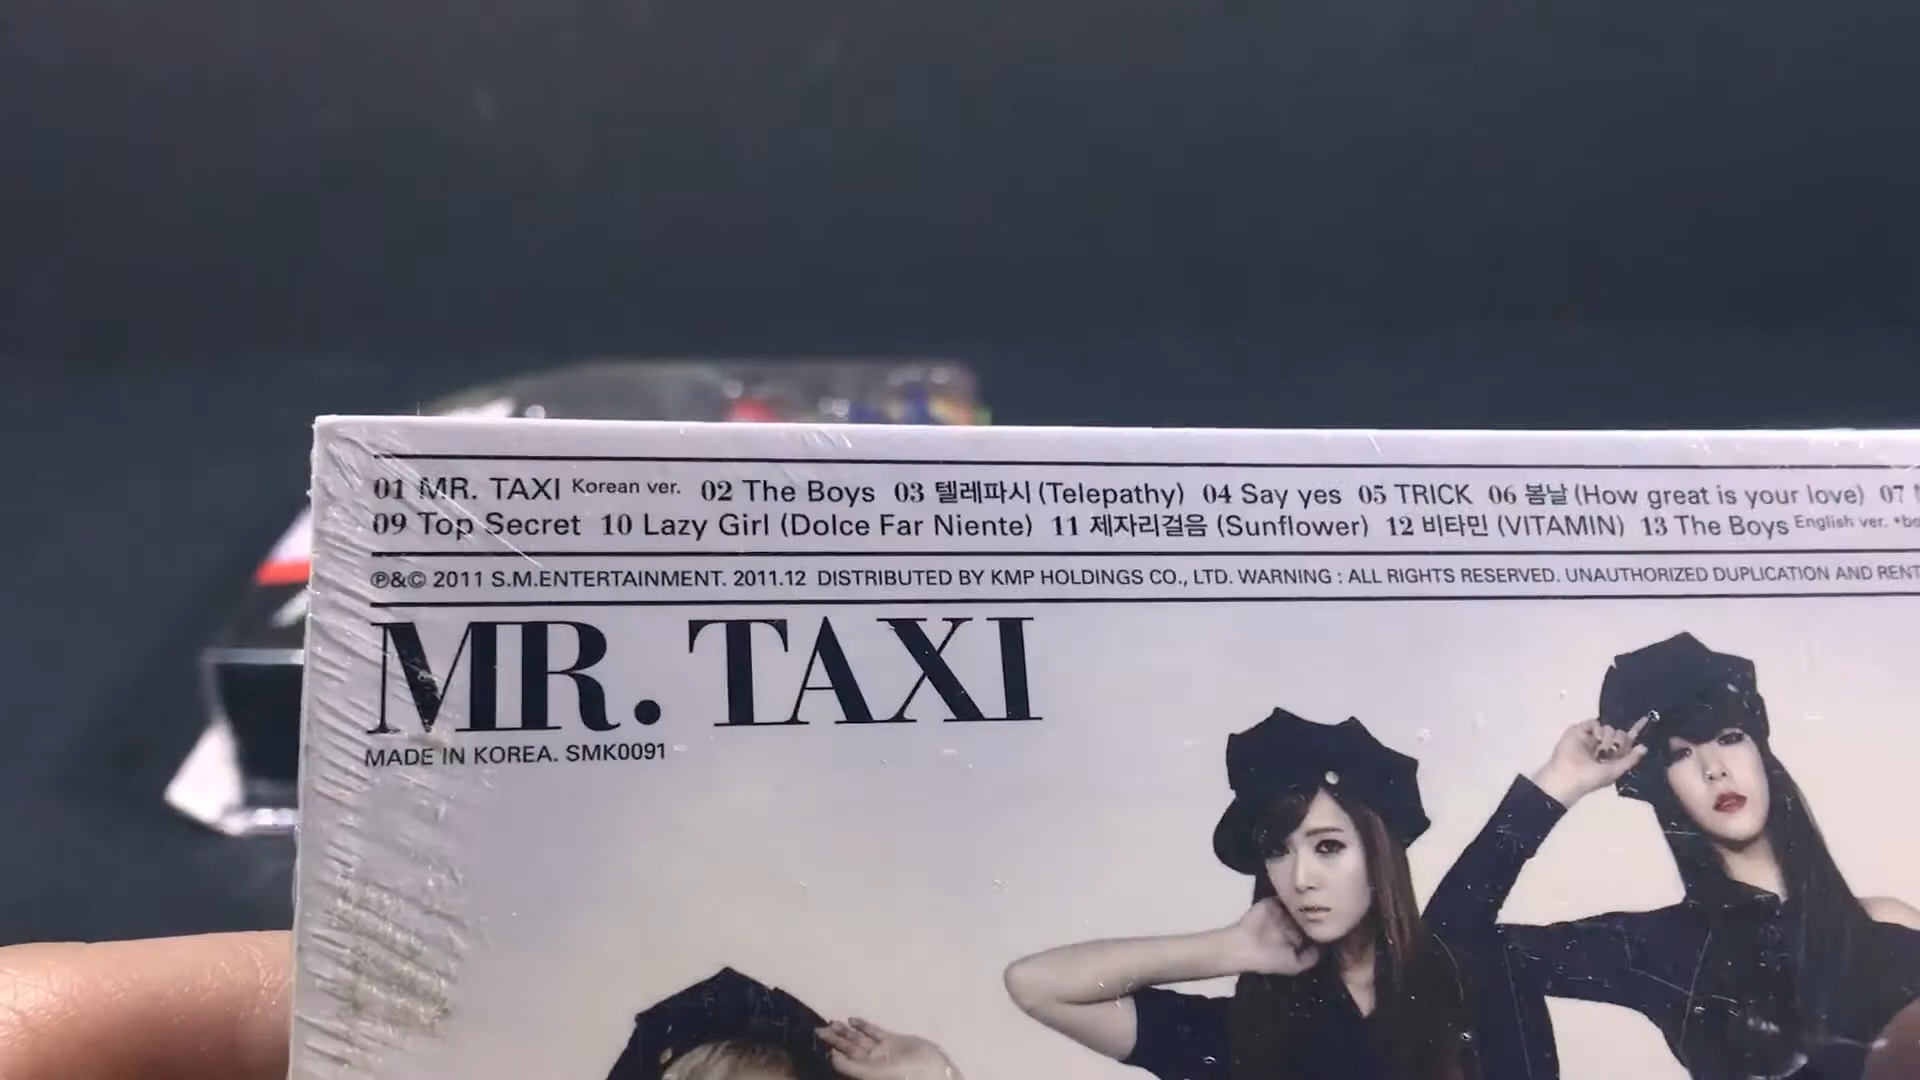 01 MR. TAXI Korean ver. 02 The Boys 03 텔레파시 (Telepathy) 04 Say yes 05 TRICK 06 봄날 (How great is your love) 07
09 Top Secret 10 Lazy Girl (Dolce Far Niente) 11 제자리걸음 (Sunflower) 12 비타민 (VITAMIN) 13 The Boys English ver.
℗&© 2011 S.M.ENTERTAINMENT. 2011.12 DISTRIBUTED BY KMP HOLDINGS CO., LTD. WARNING : ALL RIGHTS RESERVED. UNAUTHORIZED DUPLICATION AND
MR. TAXI
MADE IN KOREA. SMK0091